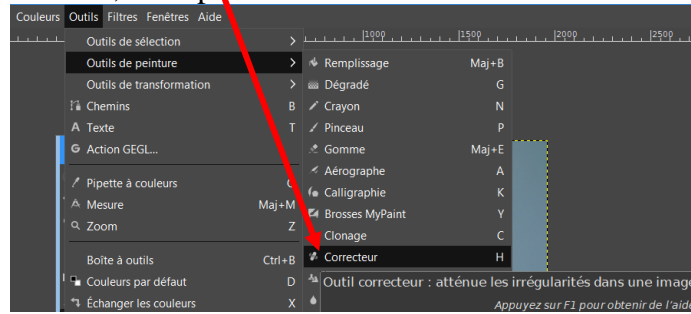 Couleurs Outils Filtres Fenêtres Aide
1000 1500 2000 2500
Outils de sélection >
Outils de peinture >
Outils de transformation >
Chemins B
Texte T
Action GEGL...
Pipette à couleurs
Mesure Maj+M
Zoom Z
Boîte à outils Ctrl+B
Couleurs par défaut D
Échanger les couleurs X
Remplissage Maj+B
Dégradé G
Crayon N
Pinceau P
Gomme Maj+E
Aérographe A
Calligraphie K
Brosses MyPaint Y
Clonage C
Correcteur H
Outil correcteur : atténue les irrégularités dans une imag
Appuyez sur F1 pour obtenir de l'aide